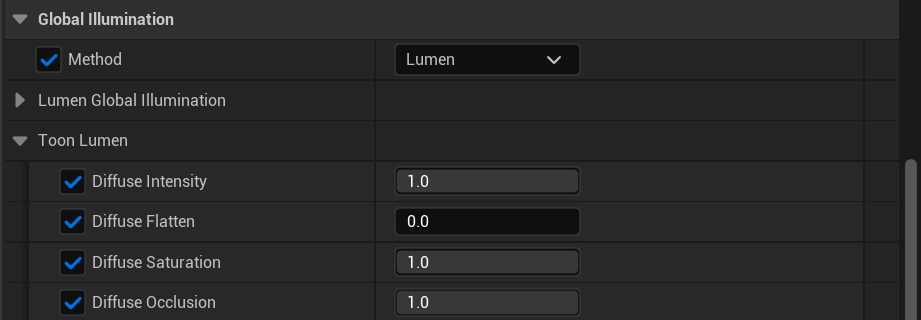 Global Illumination
Method Lumen
Lumen Global Illumination
Toon Lumen
Diffuse Intensity 1.0
Diffuse Flatten 0.0
Diffuse Saturation 1.0
Diffuse Occlusion 1.0